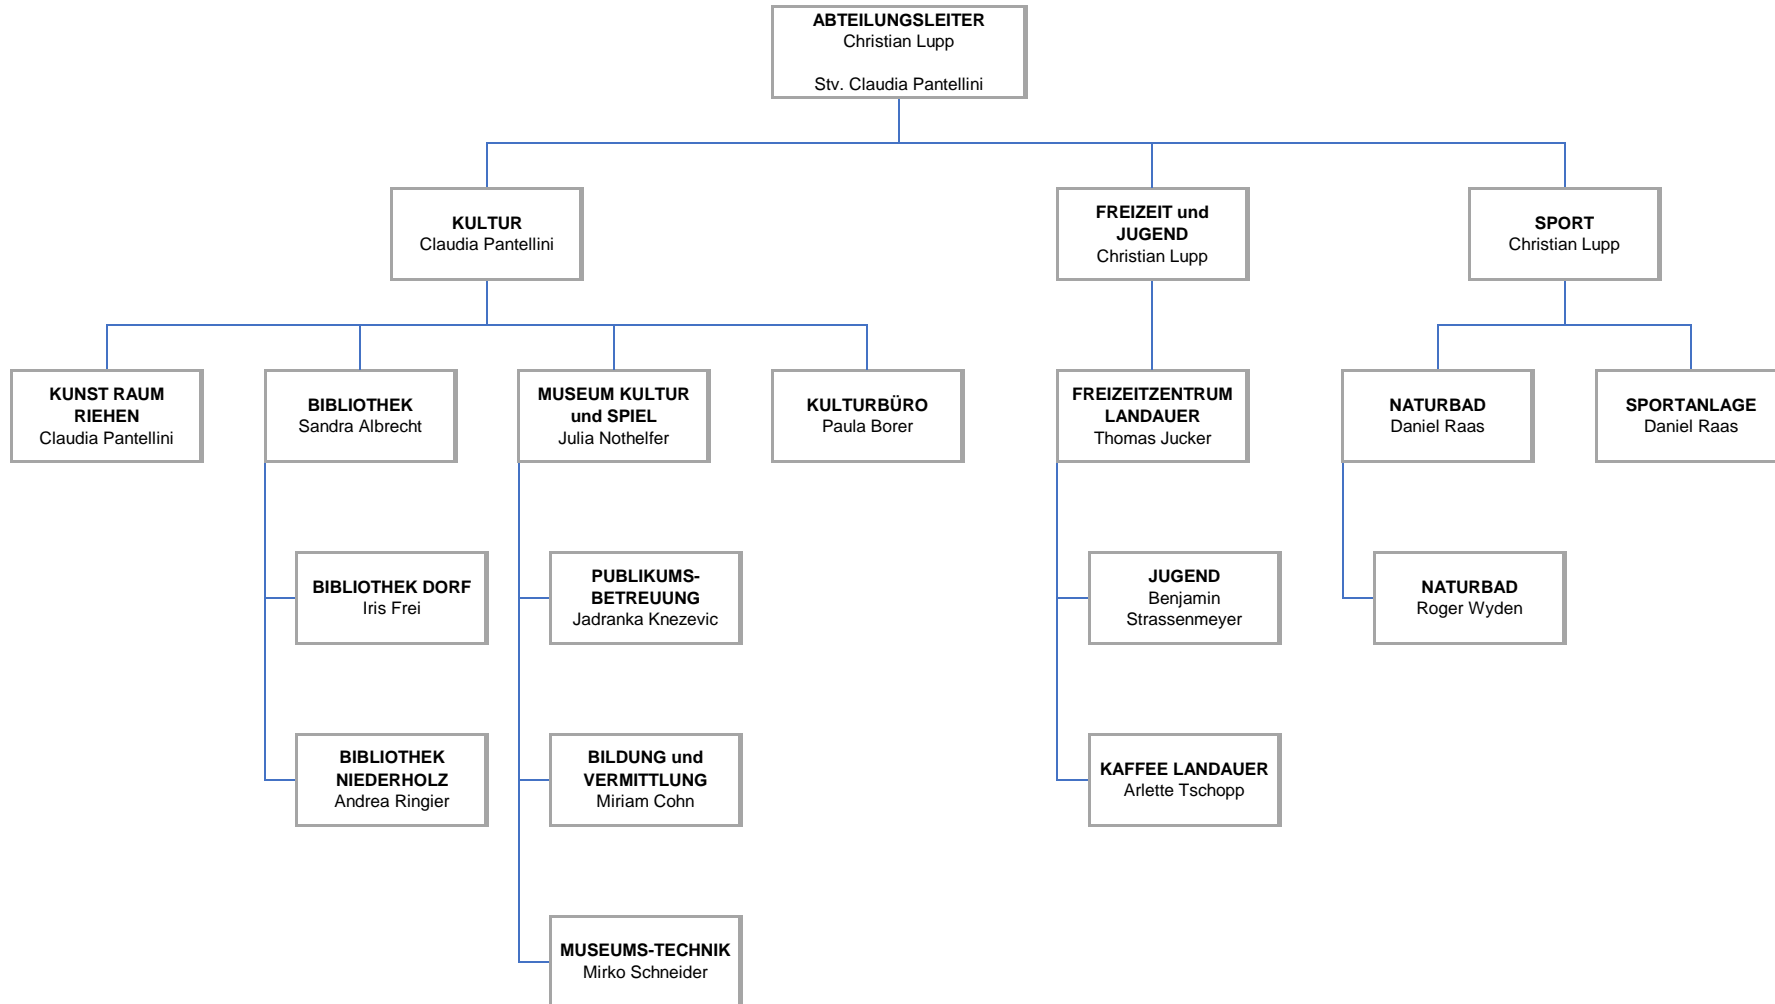 ABTEILUNGSLEITER
Christian Lupp
Stv. Claudia Pantellini
KULTUR
Claudia Pantellini
FREIZEIT und
JUGEND
Christian Lupp
SPORT
Christian Lupp
KUNST RAUM
RIEHEN
Claudia Pantellini
BIBLIOTHEK
Sandra Albrecht
MUSEUM KULTUR
und SPIEL
Julia Nothelfer
KULTURBÜRO
Paula Borer
FREIZEITZENTRUM
LANDAUER
Thomas Jucker
NATURBAD
Daniel Raas
SPORTANLAGE
Daniel Raas
BIBLIOTHEK DORF
Iris Frei
PUBLIKUMS-
BETREUUNG
Jadranka Knezevic
JUGEND
Benjamin
Strassenmeyer
NATURBAD
Roger Wyden
BIBLIOTHEK
NIEDERHOLZ
Andrea Ringier
BILDUNG und
VERMITTLUNG
Miriam Cohn
KAFFEE LANDAUER
Arlette Tschopp
MUSEUMS-TECHNIK
Mirko Schneider